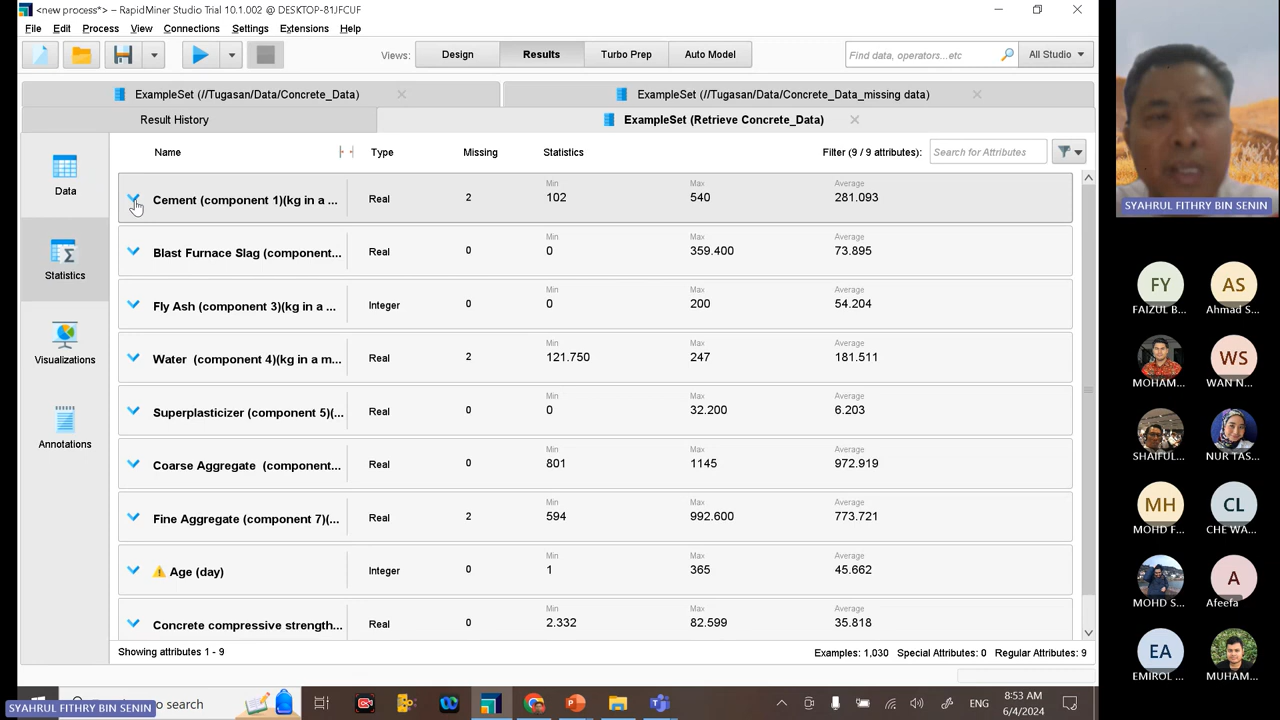 <new process*> – RapidMiner Studio Trial 10.1.002 @ DESKTOP-81JFCUF
File Edit Process View Connections Settings Extensions Help
Views: Design Results Turbo Prep Auto Model Find data, operators...etc All Studio
ExampleSet (//Tugasan/Data/Concrete_Data) ExampleSet (//Tugasan/Data/Concrete_Data_missing data)
Result History ExampleSet (Retrieve Concrete_Data)
Name Type Missing Statistics Filter (9 / 9 attributes): Search for Attributes
Data
Statistics
Visualizations
Annotations
Min Max Average
Cement (component 1)(kg in a ... Real 2 102 540 281.093
Min Max Average
Blast Furnace Slag (component... Real 0 0 359.400 73.895
Min Max Average
Fly Ash (component 3)(kg in a ... Integer 0 0 200 54.204
Min Max Average
Water (component 4)(kg in a m... Real 2 121.750 247 181.511
Min Max Average
Superplasticizer (component 5)(... Real 0 0 32.200 6.203
Min Max Average
Coarse Aggregate (component... Real 0 801 1145 972.919
Min Max Average
Fine Aggregate (component 7)(... Real 2 594 992.600 773.721
Min Max Average
Age (day) Integer 0 1 365 45.662
Min Max Average
Concrete compressive strength... Real 0 2.332 82.599 35.818
Showing attributes 1 - 9 Examples: 1,030 Special Attributes: 0 Regular Attributes: 9
SYAHRUL FITHRY BIN SENIN
FY AS
FAIZUL B... Ahmad S...
WS
MOHAM... WAN N...
SHAIFUL... NUR TAS...
MH CL
MOHD F... CHE WA...
A
MOHD S... Afeefa
EA
EMIROL ... MUHAM...
o search
ENG
8:53 AM
6/4/2024
SYAHRUL FITHRY BIN SENIN